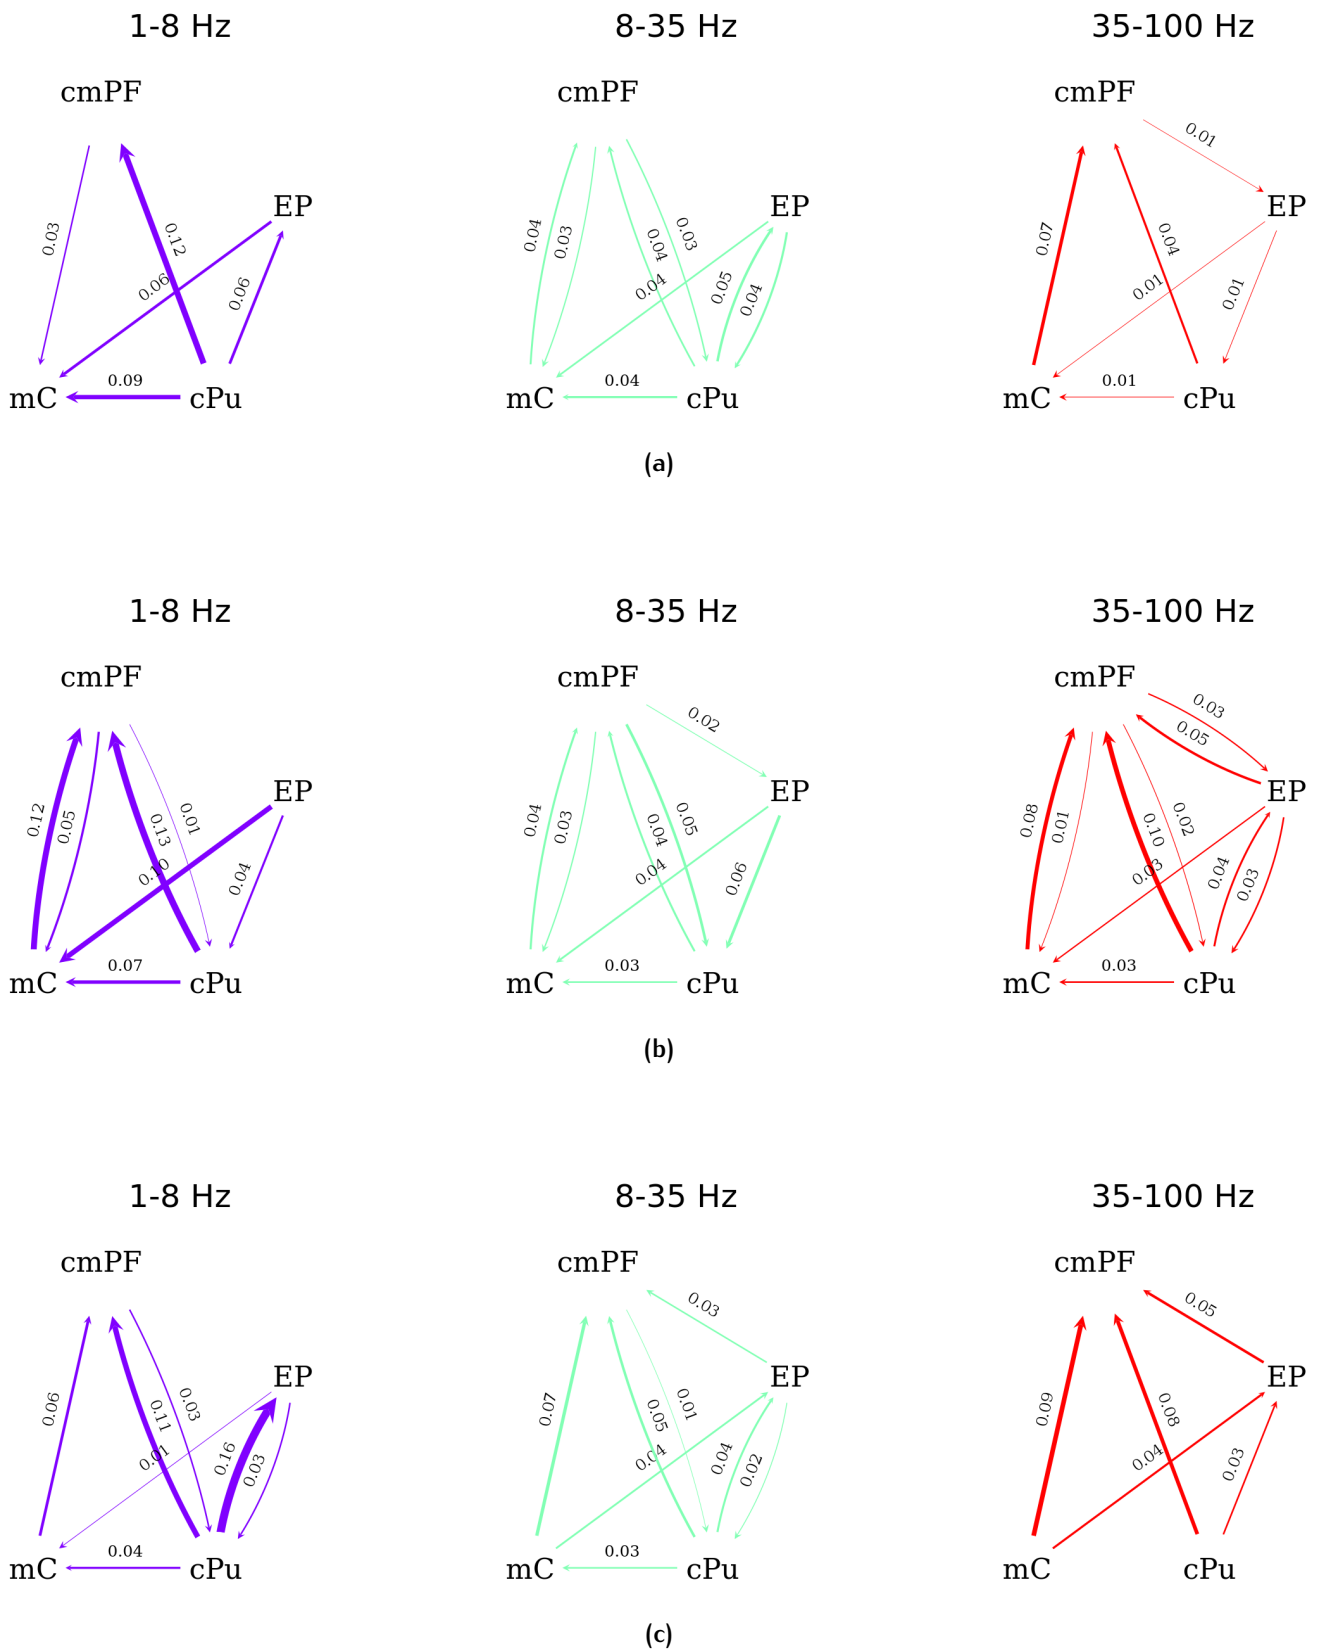 1-8 Hz 8-35 Hz 35-100 Hz
cmPF cmPF cmPF
0.01
EP EP EP
0.03 0.12 0.04 0.03 0.04 0.03 0.07 0.04
0.06 0.06 0.04 0.05 0.04 0.01 0.01
0.09 0.04 0.01
mC cPu mC cPu mC cPu
(a)
1-8 Hz 8-35 Hz 35-100 Hz
cmPF cmPF cmPF
0.02 0.03
0.05
EP EP EP
0.12 0.05 0.13 0.01 0.04 0.03 0.04 0.05 0.08 0.01 0.10 0.02
0.10 0.04 0.04 0.06 0.03 0.04 0.03
0.07 0.03 0.03
mC cPu mC cPu mC cPu
(b)
1-8 Hz 8-35 Hz 35-100 Hz
cmPF cmPF cmPF
0.03 0.05
EP EP EP
0.06 0.11 0.03 0.07 0.05 0.01 0.09 0.08
0.01 0.16 0.03 0.04 0.04 0.02 0.04 0.03
0.04 0.03
mC cPu mC cPu mC cPu
(c)